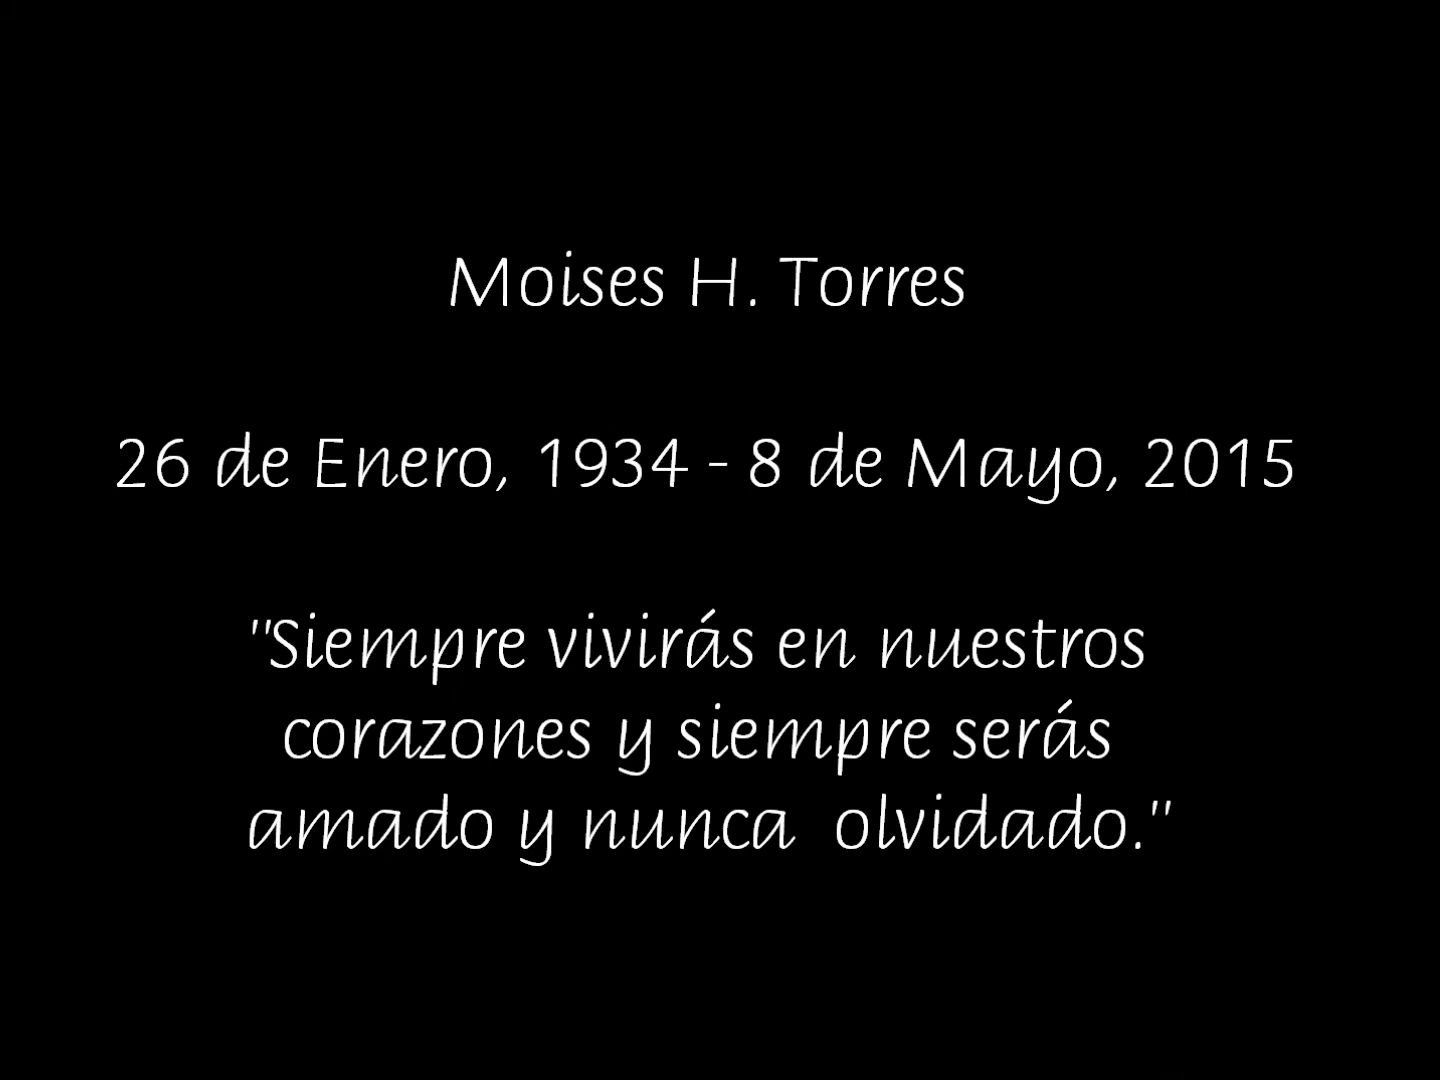 Moises H. Torres
26 de Enero, 1934 - 8 de Mayo, 2015
"Siempre vivirás en nuestros
corazones y siempre serás
amado y nunca  olvidado."